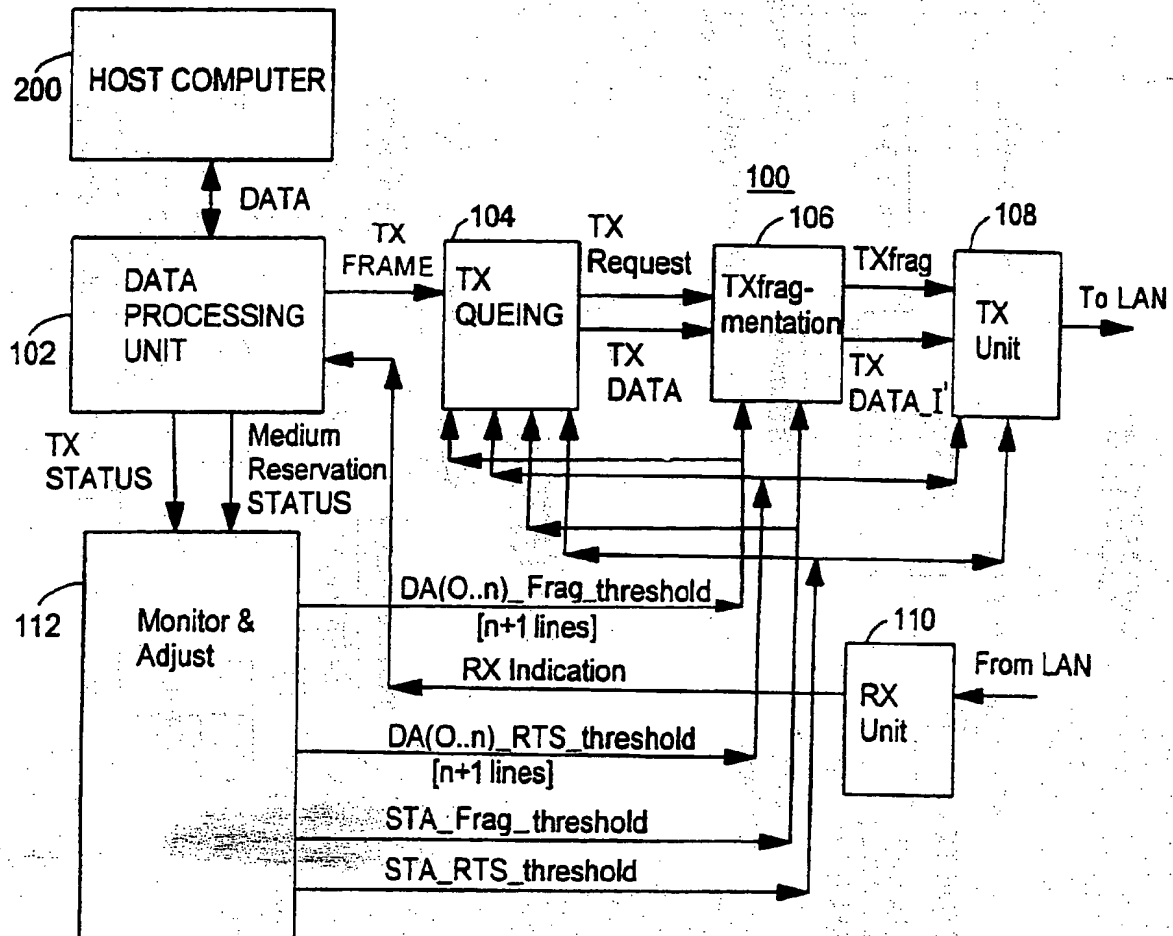 200
HOST COMPUTER
DATA
100
102
DATA
PROCESSING
UNIT
TX
FRAME
104
TX
QUEING
TX
Request
TX
DATA
106
TXfrag-
mentation
TXfrag
TX
DATA_I'
108
TX
Unit
To LAN
TX
STATUS
Medium
Reservation
STATUS
112
Monitor &
Adjust
DA(O..n)_Frag_threshold
[n+1 lines]
RX Indication
110
RX
Unit
From LAN
DA(O..n)_RTS_threshold
[n+1 lines]
STA_Frag_threshold
STA_RTS_threshold